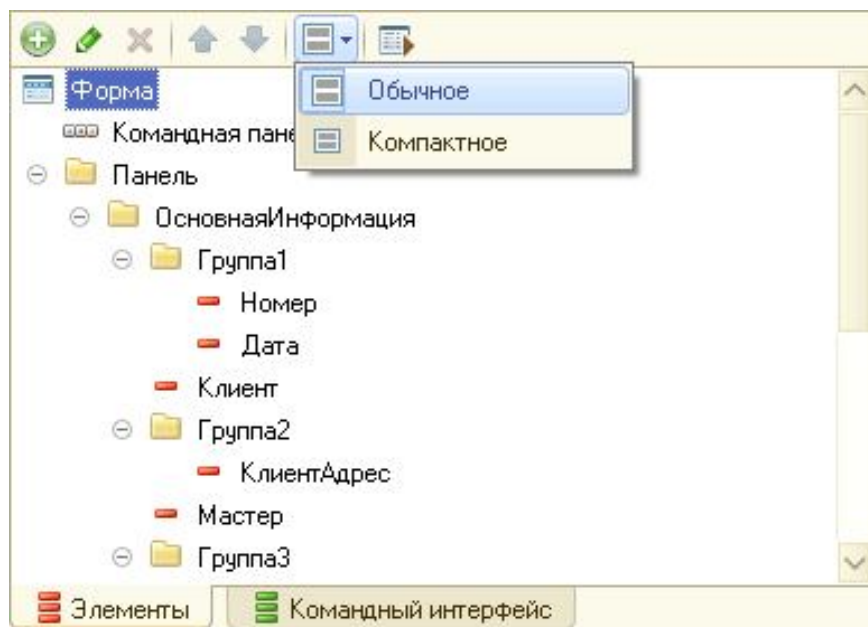 Форма
Обычное
Командная пане
Компактное
Панель
ОсновнаяИнформация
Группа1
Номер
Дата
Клиент
Группа2
КлиентАдрес
Мастер
Группа3
Элементы
Командный интерфейс